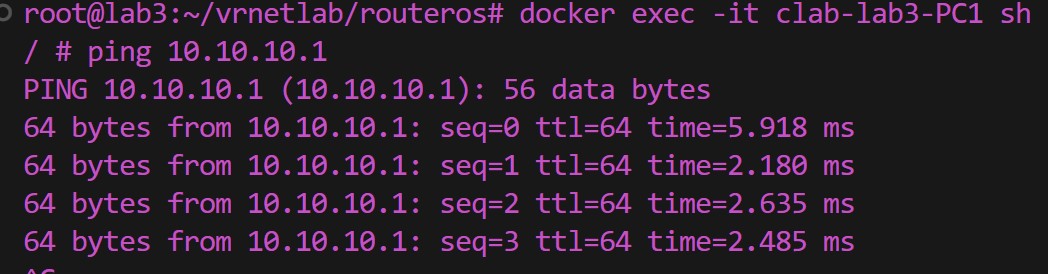 root@lab3:~/vrnetlab/routeros# docker exec -it clab-lab3-PC1 sh
/ # ping 10.10.10.1
PING 10.10.10.1 (10.10.10.1): 56 data bytes
64 bytes from 10.10.10.1: seq=0 ttl=64 time=5.918 ms
64 bytes from 10.10.10.1: seq=1 ttl=64 time=2.180 ms
64 bytes from 10.10.10.1: seq=2 ttl=64 time=2.635 ms
64 bytes from 10.10.10.1: seq=3 ttl=64 time=2.485 ms